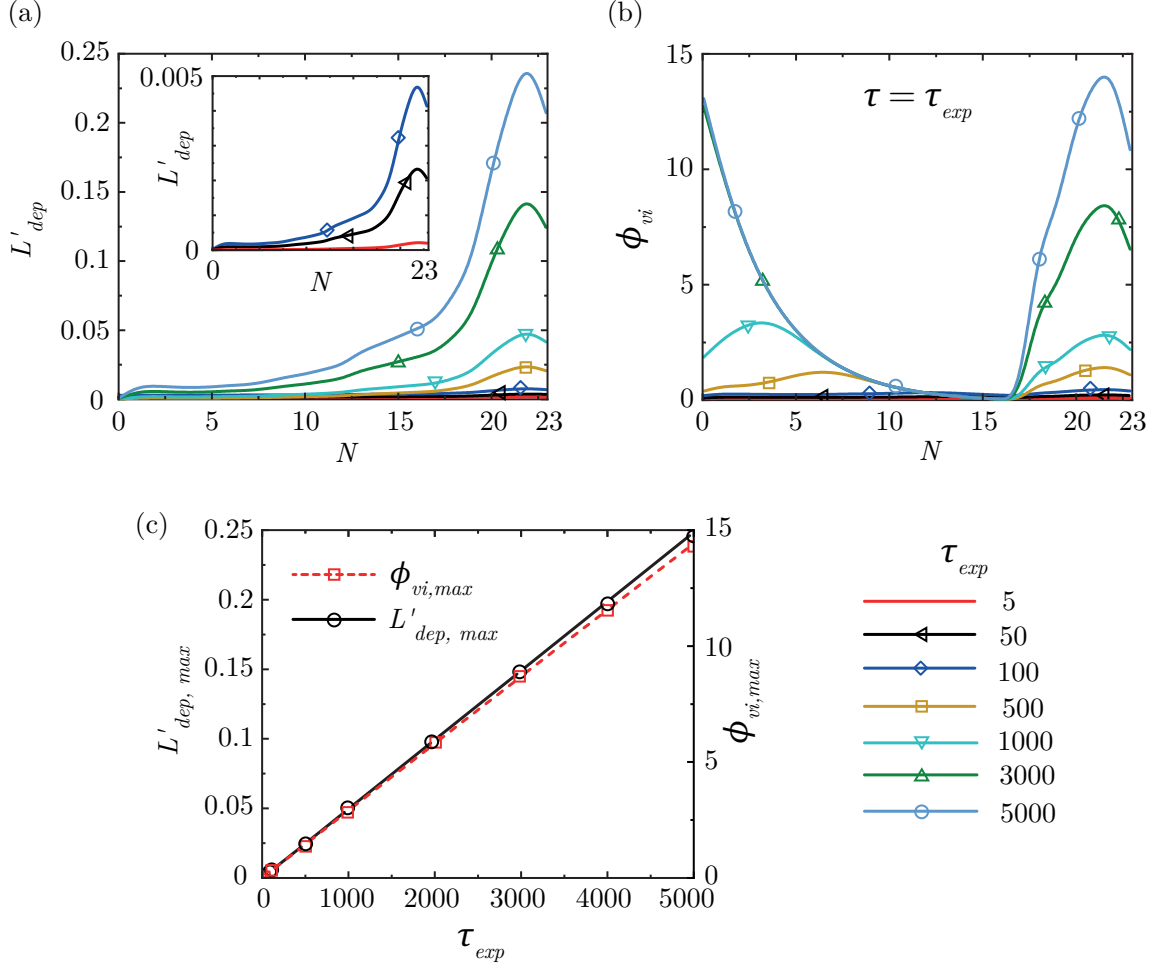 (a)
0.25
0.2
0.15
0.1
0.05
0
L'dep
0 5 10 15 20 23
N
0.005
0
L'dep
0 23
N
(b)
15
10
5
0
ϕvi
τ = τexp
0 5 10 15 20 23
N
(c)
0.25
0.2
0.15
0.1
0.05
0
L'dep, max
ϕvi,max
L'dep, max
15
10
5
0
ϕvi,max
0 1000 2000 3000 4000 5000
τexp
τexp
5
50
100
500
1000
3000
5000